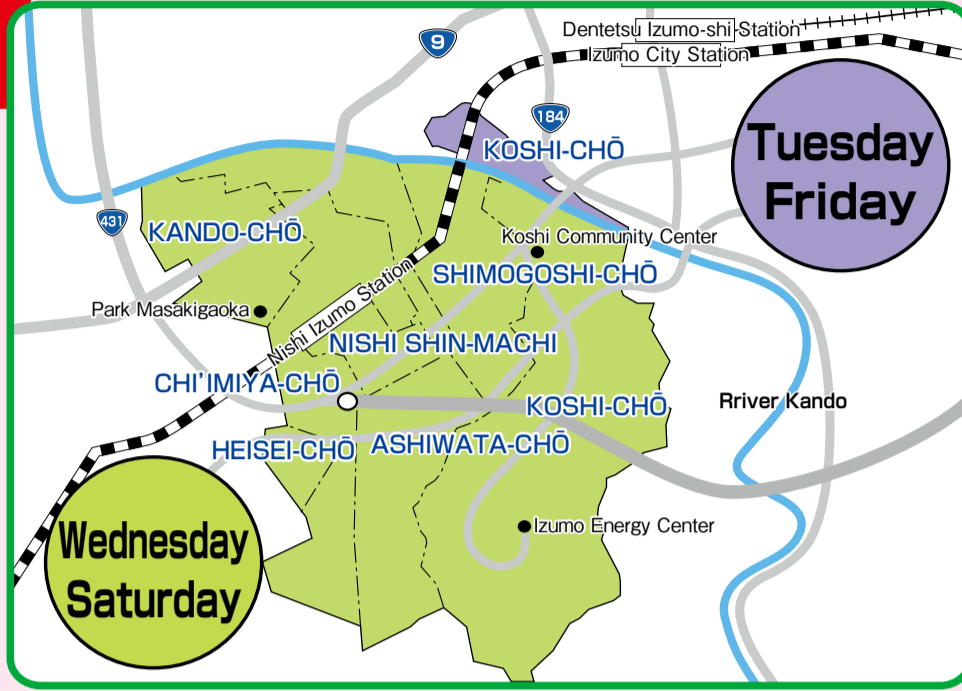 Dentetsu Izumo-shi Station
9
Izumo City Station
184
Tuesday
Friday
KOSHI-CHŌ
431
KANDO-CHŌ
Koshi Community Center
SHIMOGOSHI-CHŌ
Park Masakigaoka
Nishi Izumo Station
NISHI SHIN-MACHI
CHI'IMIYA-CHŌ
KOSHI-CHŌ
Rriver Kando
HEISEI-CHŌ
ASHIWATA-CHŌ
Wednesday
Saturday
Izumo Energy Center